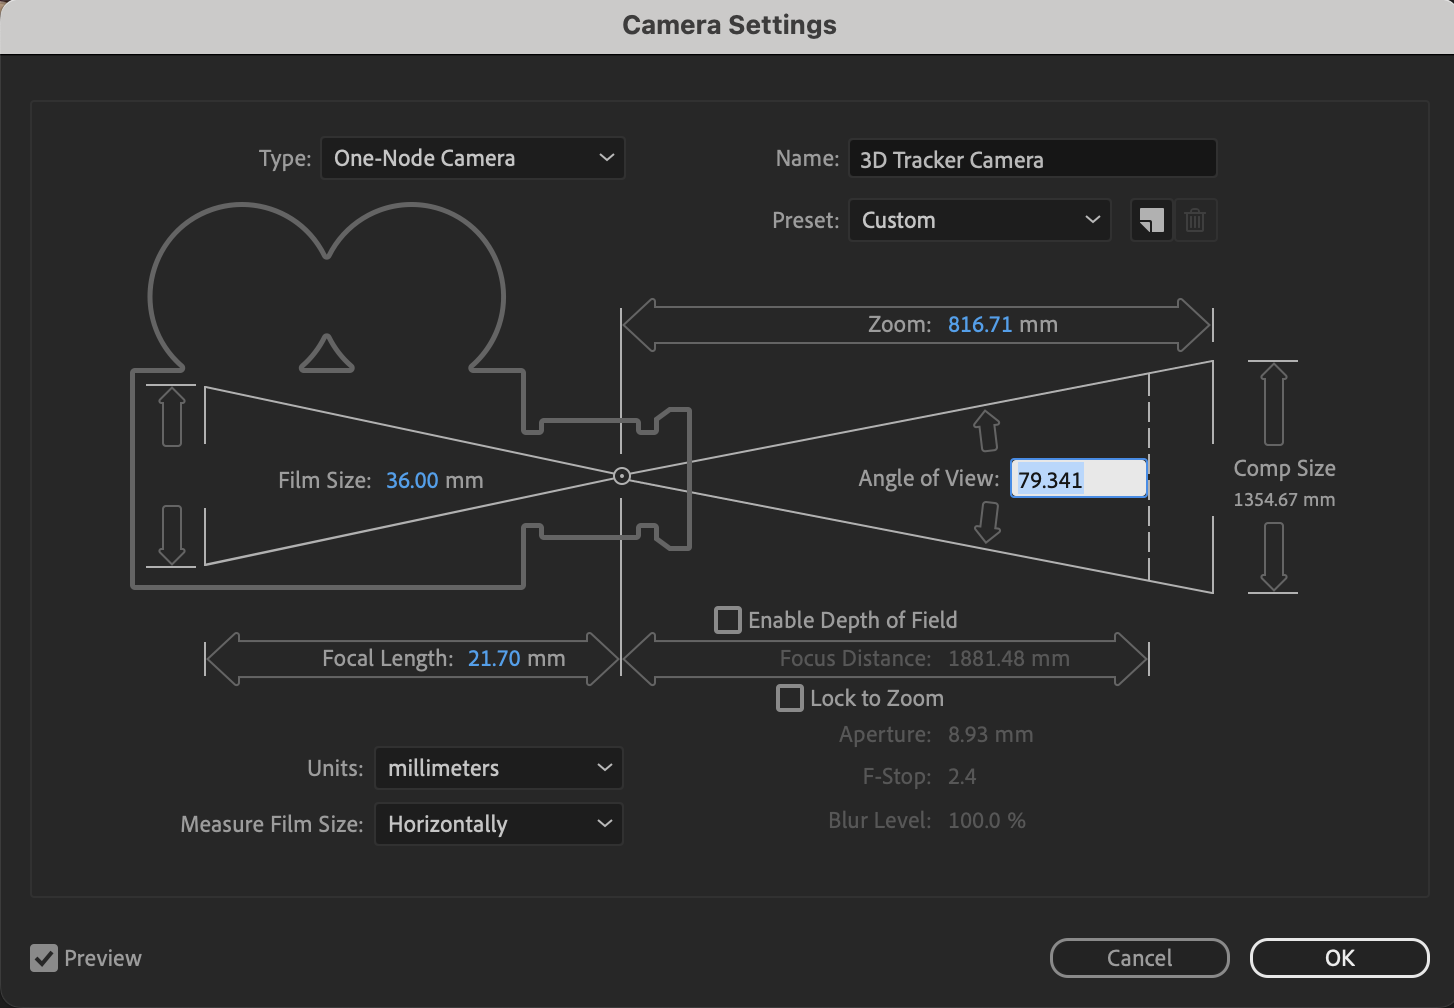 Camera Settings
Type: One-Node Camera
Name: 3D Tracker Camera
Preset: Custom
Zoom: 816.71 mm
Film Size: 36.00 mm
Angle of View: 79.341
Comp Size
1354.67 mm
Enable Depth of Field
Focal Length: 21.70 mm
Focus Distance: 1881.48 mm
Lock to Zoom
Aperture: 8.93 mm
Units: millimeters
F-Stop: 2.4
Measure Film Size: Horizontally
Blur Level: 100.0 %
Preview
Cancel
OK